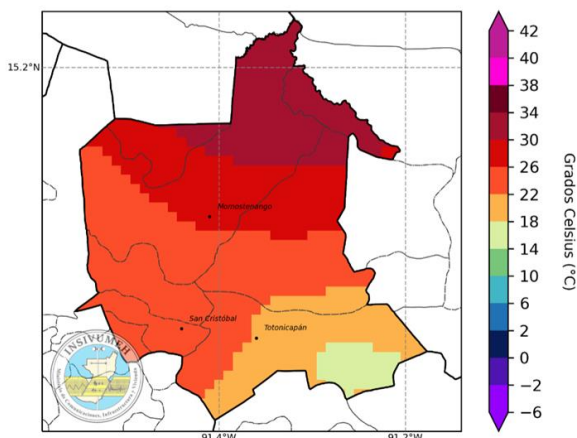 15.2°N
Momostenango
San Cristóbal
Totonicapán
INSIVUMEH
91.4°W
91.2°W
42
40
38
34
30
26
22
18
14
10
6
2
0
−2
−6
Grados Celsius (°C)